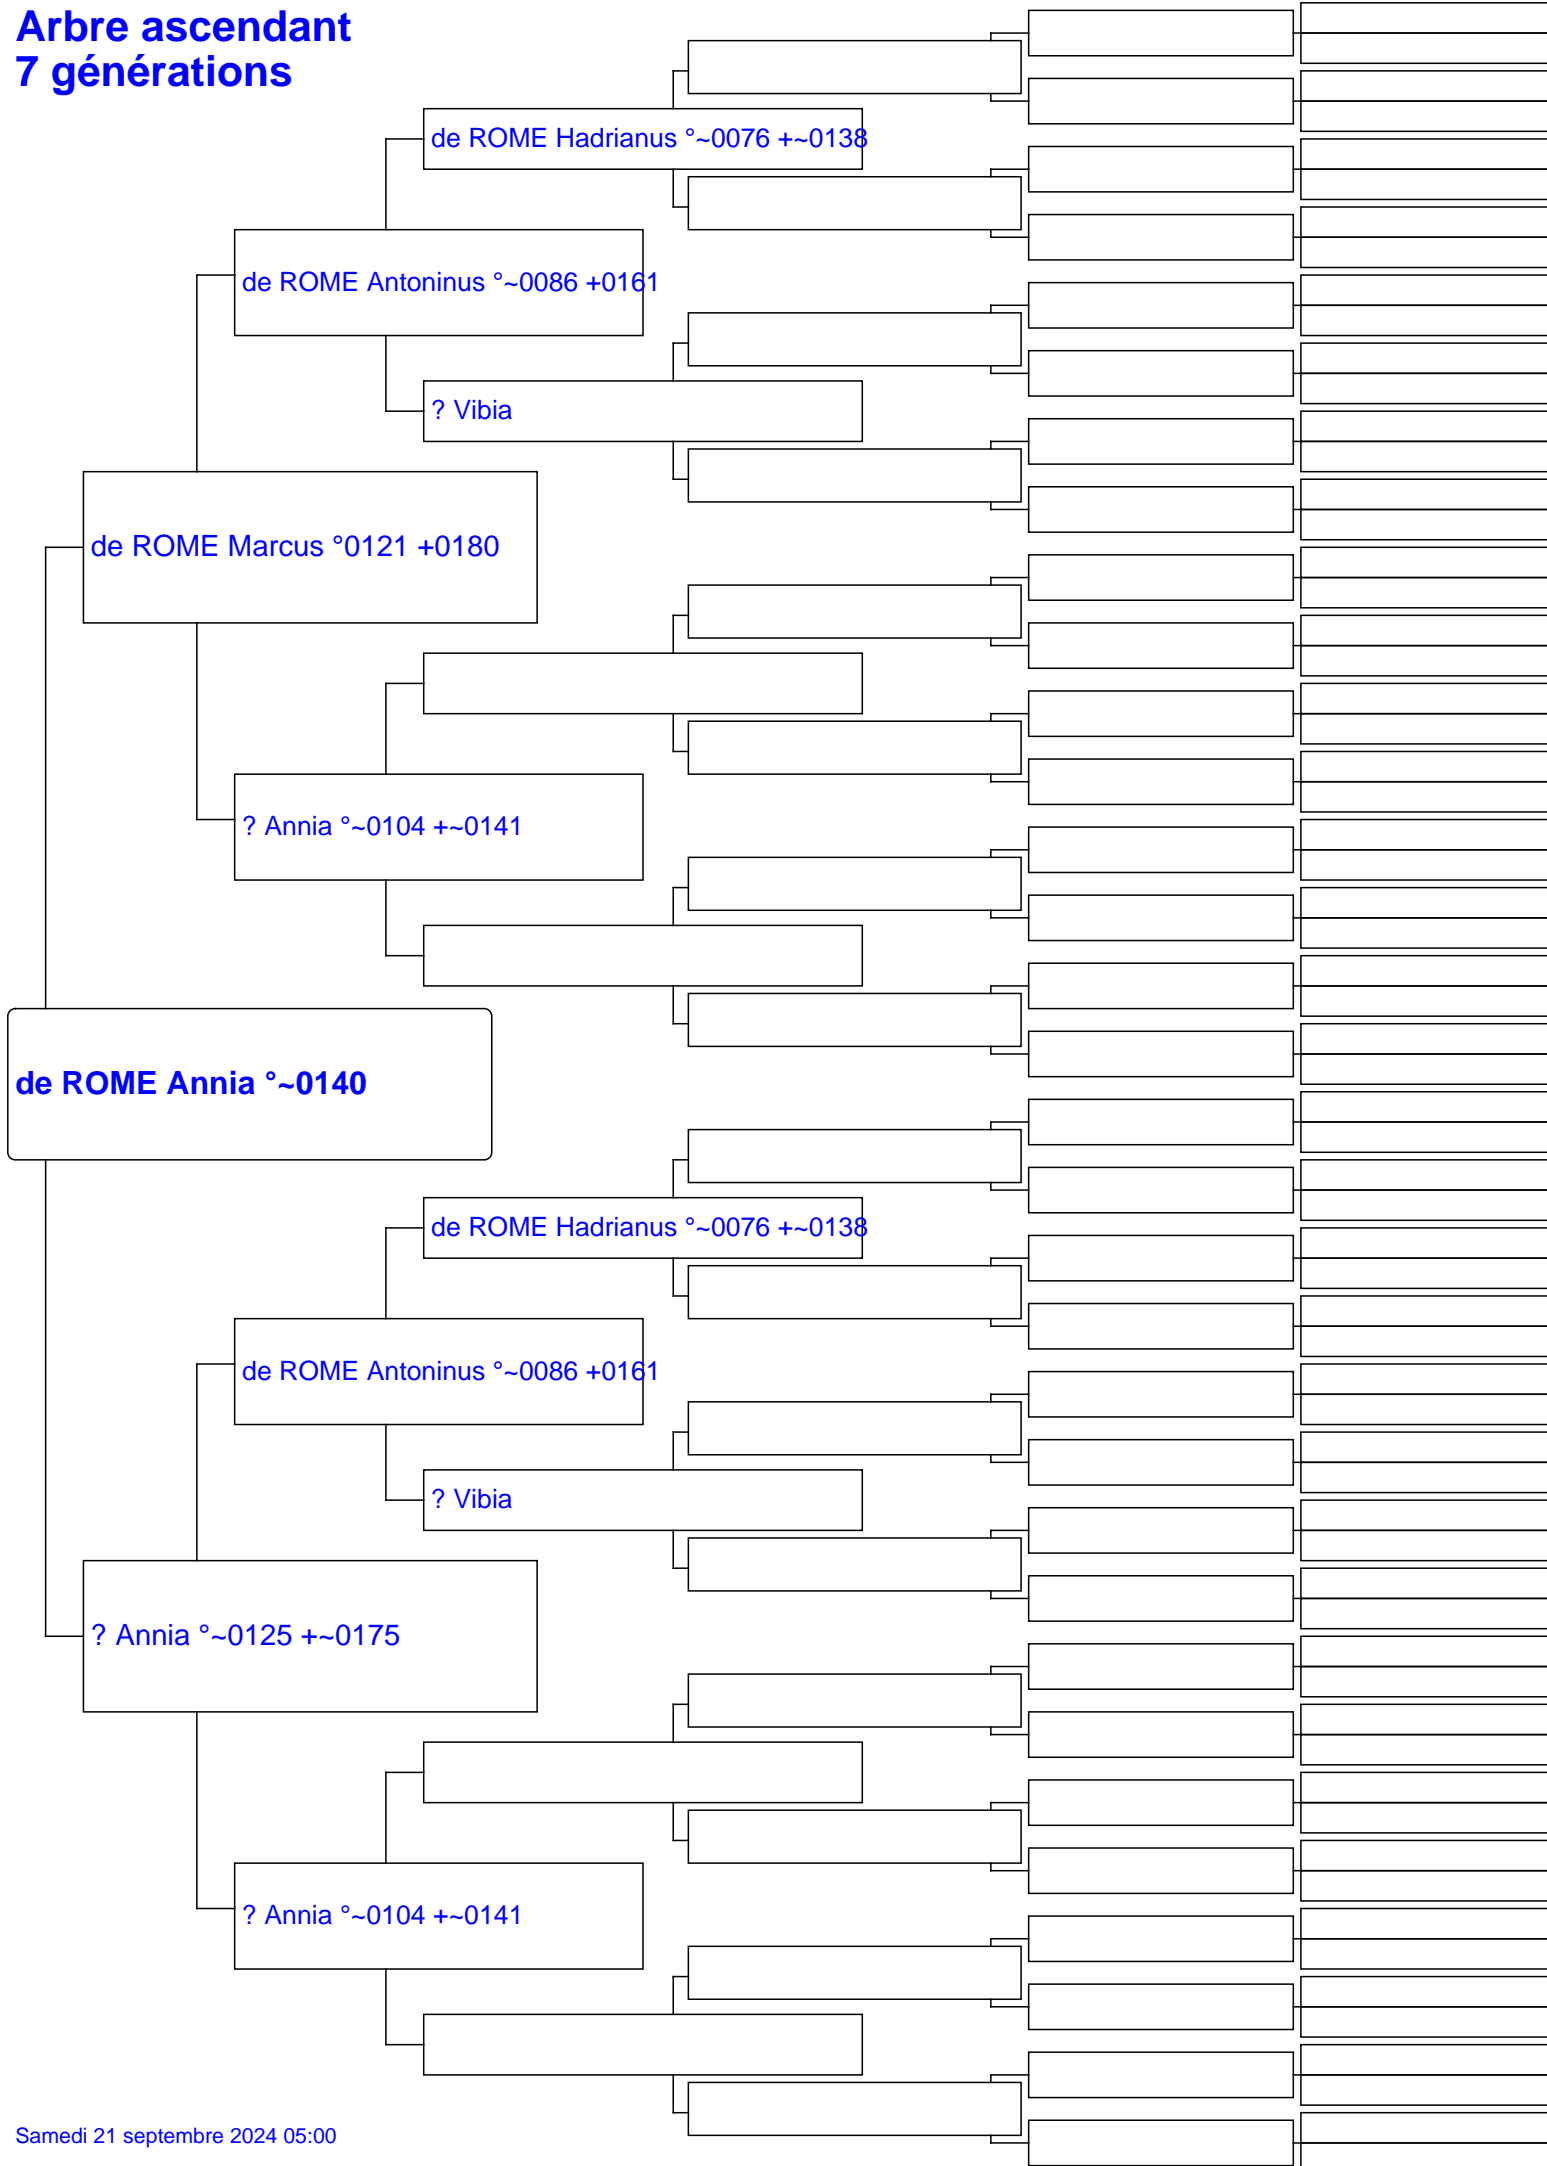 Arbre ascendant
7 générations
de ROME Hadrianus °~0076 +~0138
de ROME Antoninus °~0086 +0161
? Vibia
de ROME Marcus °0121 +0180
? Annia °~0104 +~0141
de ROME Annia °~0140
de ROME Hadrianus °~0076 +~0138
de ROME Antoninus °~0086 +0161
? Vibia
? Annia °~0125 +~0175
? Annia °~0104 +~0141
Samedi 21 septembre 2024 05:00